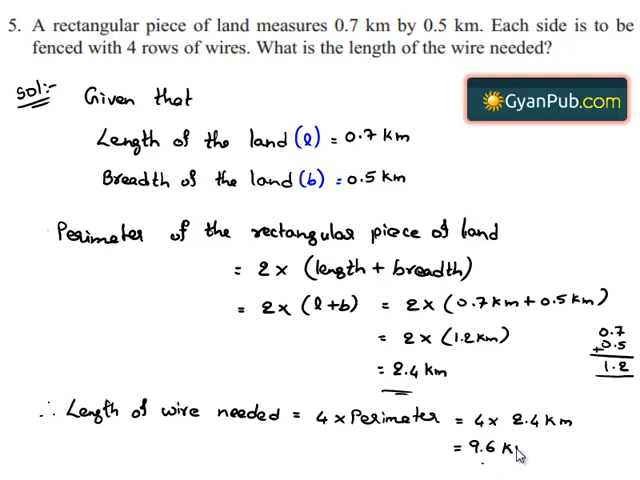 5. A rectangular piece of land measures 0.7 km by 0.5 km. Each side is to be
fenced with 4 rows of wires. What is the length of the wire needed?
Sol:-
GyanPub.com
Given that
Length of the land (l) = 0.7 km
Breadth of the land (b) = 0.5 km
Perimeter of the rectangular piece of land
= 2 × (length + breadth)
= 2 × (l+b) = 2 × (0.7 km + 0.5 km)
= 2 × (1.2 km)
= 2.4 km
0.7
+0.5
1.2
∴ Length of wire needed = 4 × Perimeter = 4 × 2.4 km
= 9.6 k